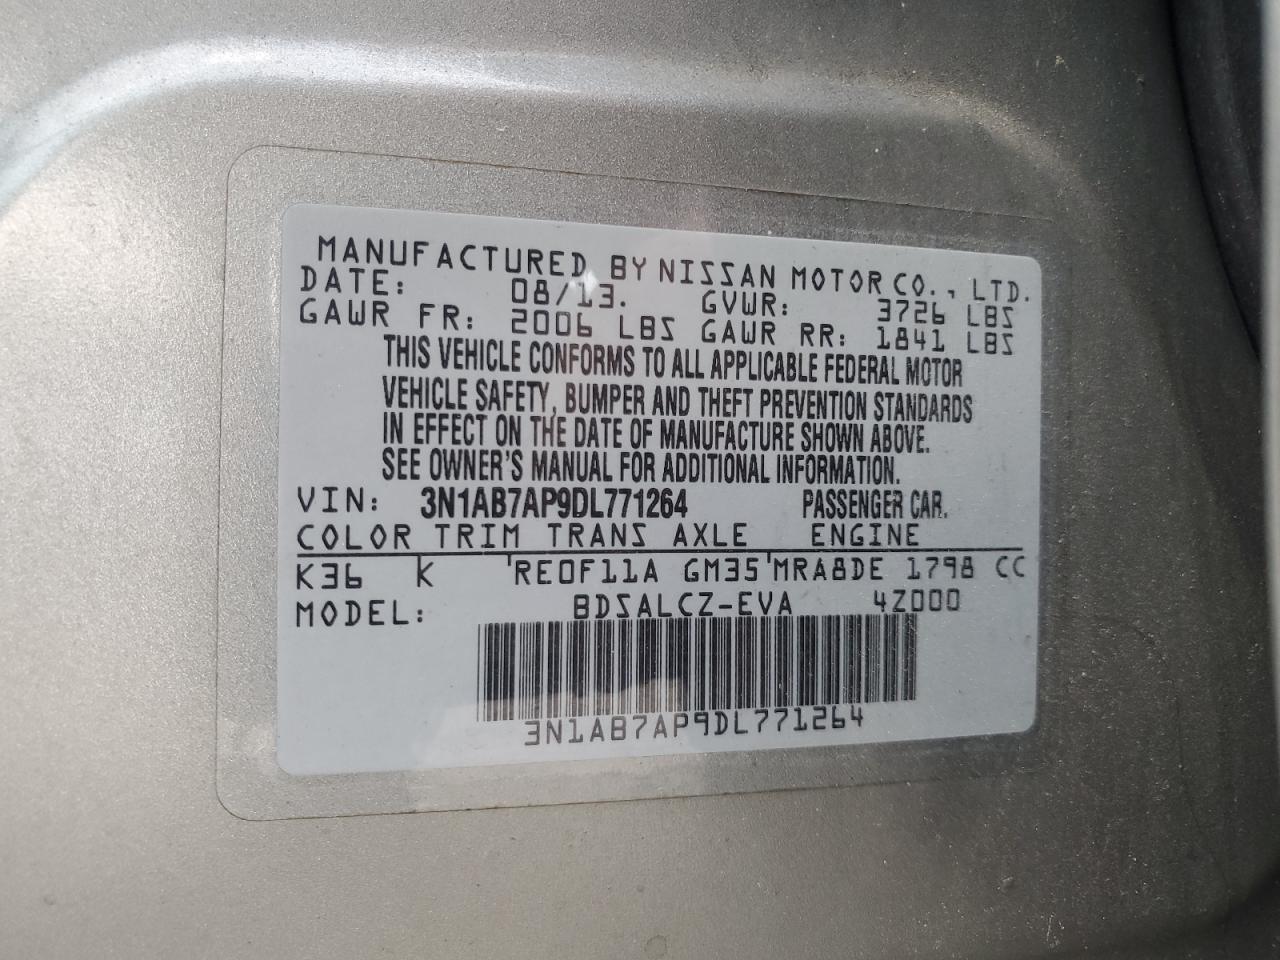 MANUFACTURED BY NISSAN MOTOR CO., LTD.
DATE: 08/13. GVWR: 3726 LBS
GAWR FR: 2006 LBS GAWR RR: 1841 LBS
THIS VEHICLE CONFORMS TO ALL APPLICABLE FEDERAL MOTOR
VEHICLE SAFETY, BUMPER AND THEFT PREVENTION STANDARDS
IN EFFECT ON THE DATE OF MANUFACTURE SHOWN ABOVE.
SEE OWNER'S MANUAL FOR ADDITIONAL INFORMATION.
VIN: 3N1AB7AP9DL771264 PASSENGER CAR.
COLOR TRIM TRANS AXLE ENGINE
K36 K RE0F11A GM35 MRA8DE 1798 CC
MODEL: BDSALCZ-EVA 4Z000
3N1AB7AP9DL771264